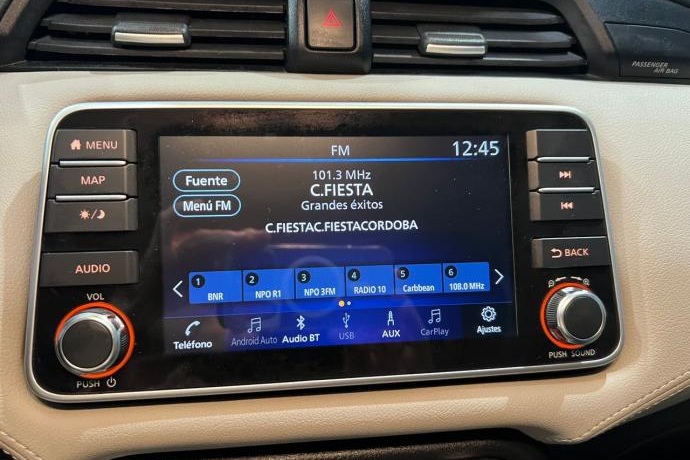 PASSENGER
AIR BAG
MENU
MAP
AUDIO
VOL
PUSH
FM
12:45
Fuente
Menú FM
101.3 MHz
C.FIESTA
Grandes éxitos
C.FIESTAC.FIESTACORDOBA
1 BNR
2 NPO R1
3 NPO 3FM
4 RADIO 10
5 Carbbean
6 108.0 MHz
Teléfono
Android Auto
Audio BT
USB
AUX
CarPlay
Ajustes
BACK
PUSH SOUND